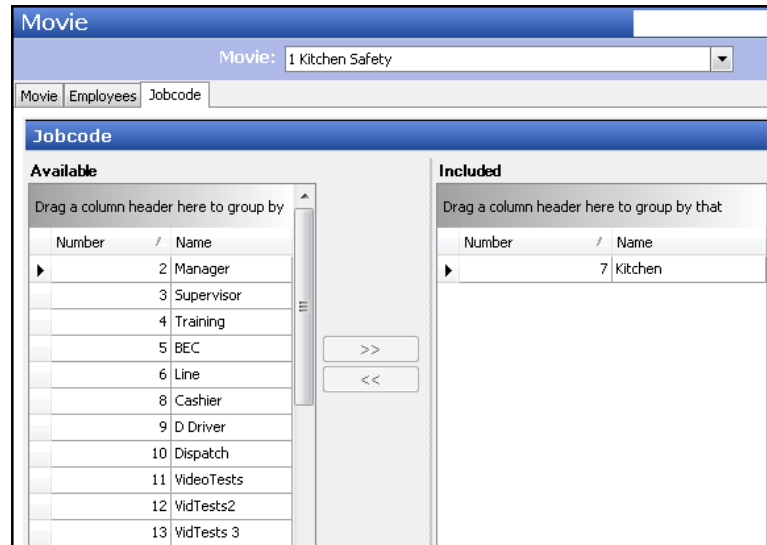 Movie
Movie: 1 Kitchen Safety
Movie Employees Jobcode
Jobcode
Available
Drag a column header here to group by
Number / Name
2 Manager
3 Supervisor
4 Training
5 BEC
6 Line
8 Cashier
9 D Driver
10 Dispatch
11 VideoTests
12 VidTests2
13 VidTests 3
>>
<<
Included
Drag a column header here to group by that
Number / Name
7 Kitchen